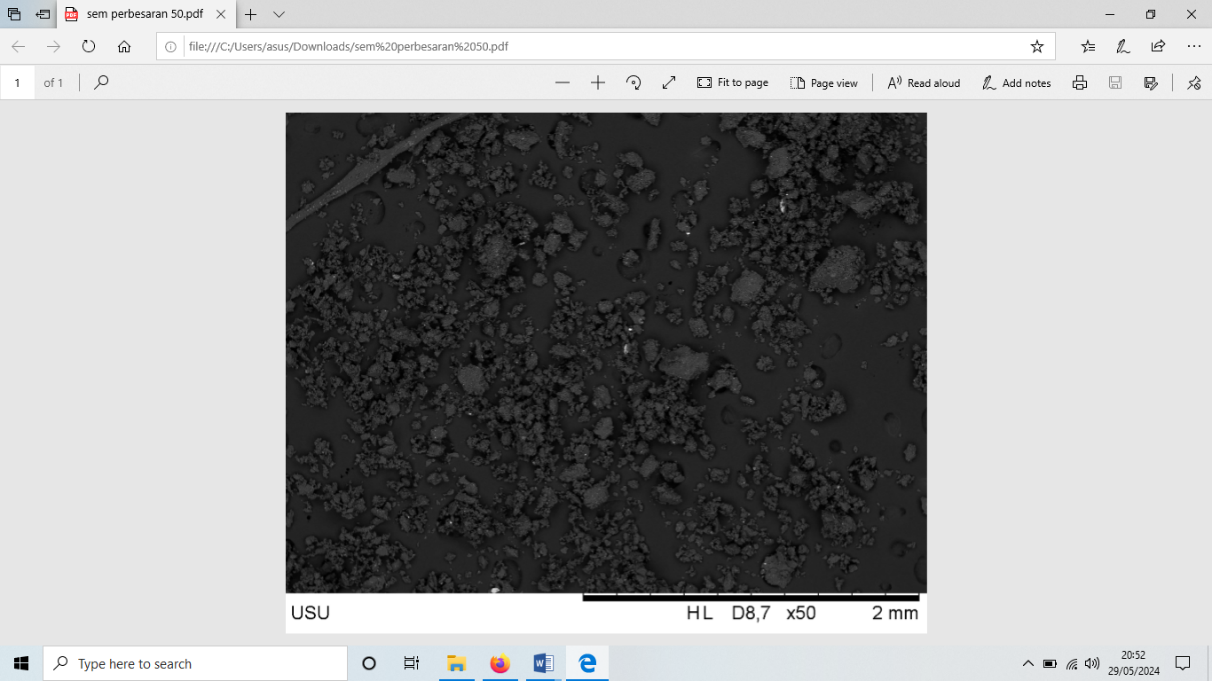 sem perbesaran 50.pdf
file:///C:/Users/asus/Downloads/sem%20perbesaran%2050.pdf
1 of 1 Fit to page Page view Read aloud Add notes
USU HL D8,7 x50 2 mm
Type here to search
20:52
29/05/2024